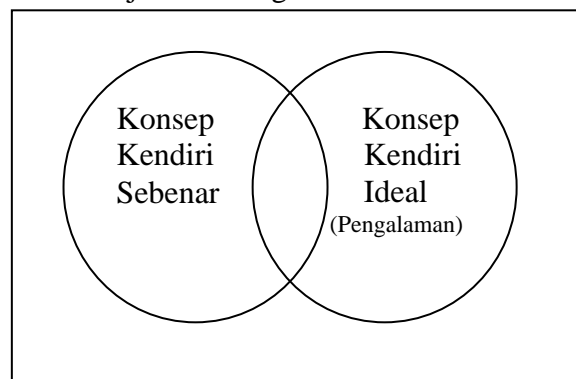 Konsep
Kendiri
Sebenar
Konsep
Kendiri
Ideal
(Pengalaman)